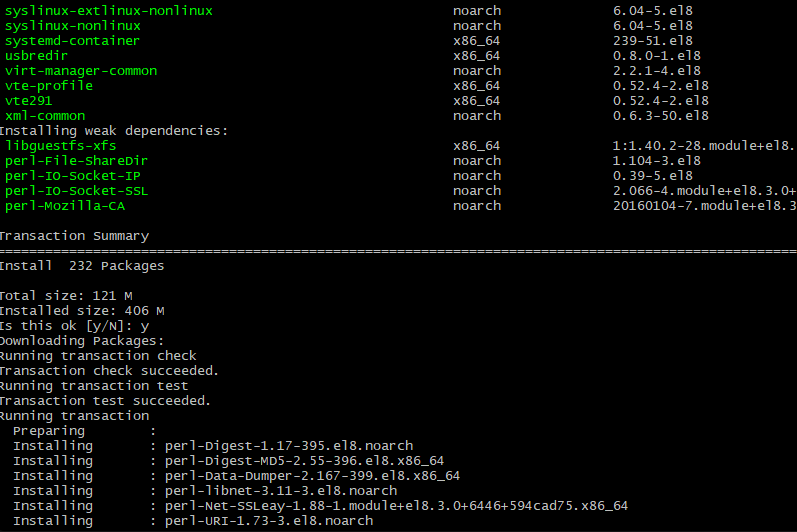 syslinux-extlinux-nonlinux noarch 6.04-5.el8
syslinux-nonlinux noarch 6.04-5.el8
systemd-container x86_64 239-51.el8
usbredir x86_64 0.8.0-1.el8
virt-manager-common noarch 2.2.1-4.el8
vte-profile x86_64 0.52.4-2.el8
vte291 x86_64 0.52.4-2.el8
xml-common noarch 0.6.3-50.el8
Installing weak dependencies:
libguestfs-xfs x86_64 1:1.40.2-28.module+el8.
perl-File-ShareDir noarch 1.104-3.el8
perl-IO-Socket-IP noarch 0.39-5.el8
perl-IO-Socket-SSL noarch 2.066-4.module+el8.3.0+
perl-Mozilla-CA noarch 20160104-7.module+el8.3
Transaction Summary
================================================================================
Install 232 Packages
Total size: 121 M
Installed size: 406 M
Is this ok [y/N]: y
Downloading Packages:
Running transaction check
Transaction check succeeded.
Running transaction test
Transaction test succeeded.
Running transaction
Preparing :
Installing : perl-Digest-1.17-395.el8.noarch
Installing : perl-Digest-MD5-2.55-396.el8.x86_64
Installing : perl-Data-Dumper-2.167-399.el8.x86_64
Installing : perl-libnet-3.11-3.el8.noarch
Installing : perl-Net-SSLeay-1.88-1.module+el8.3.0+6446+594cad75.x86_64
Installing : perl-URI-1.73-3.el8.noarch